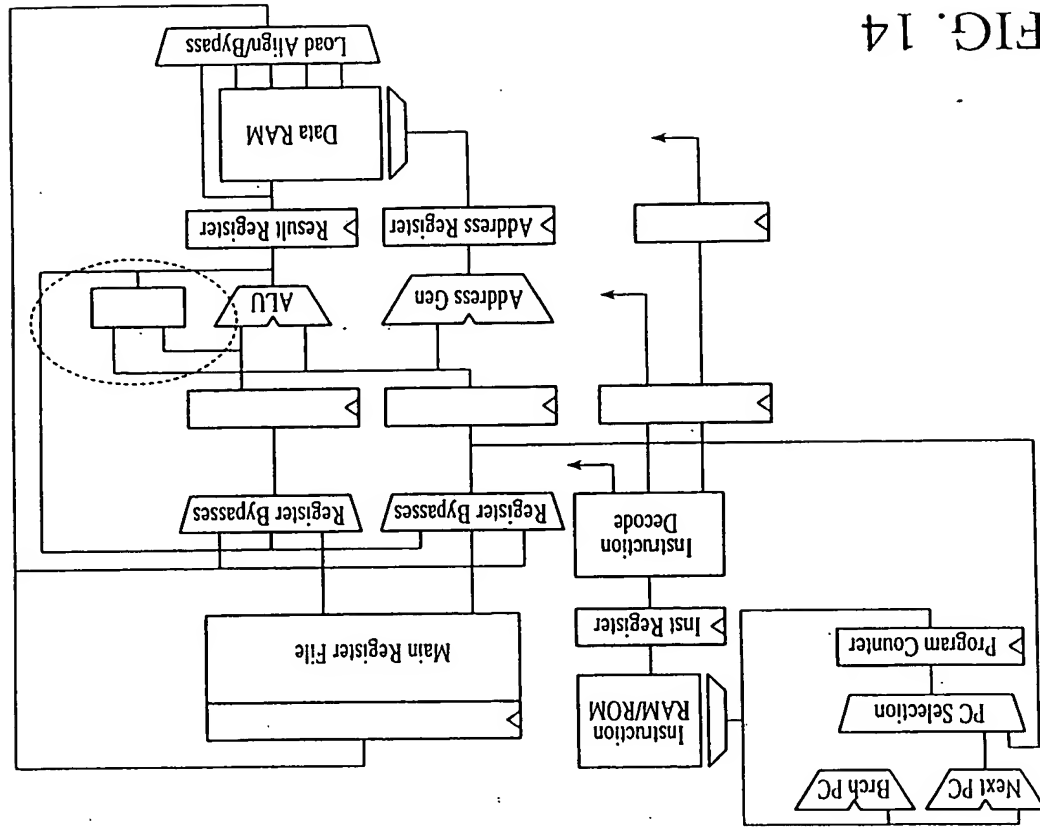 Next PC
Brch PC
PC Selection
Program Counter
Instruction
RAM/ROM
Inst Register
Instruction
Decode
Main Register File
Register Bypasses
Register Bypasses
Address Gen
ALU
Address Register
Result Register
Data RAM
Load Align/Bypass
FIG. 14